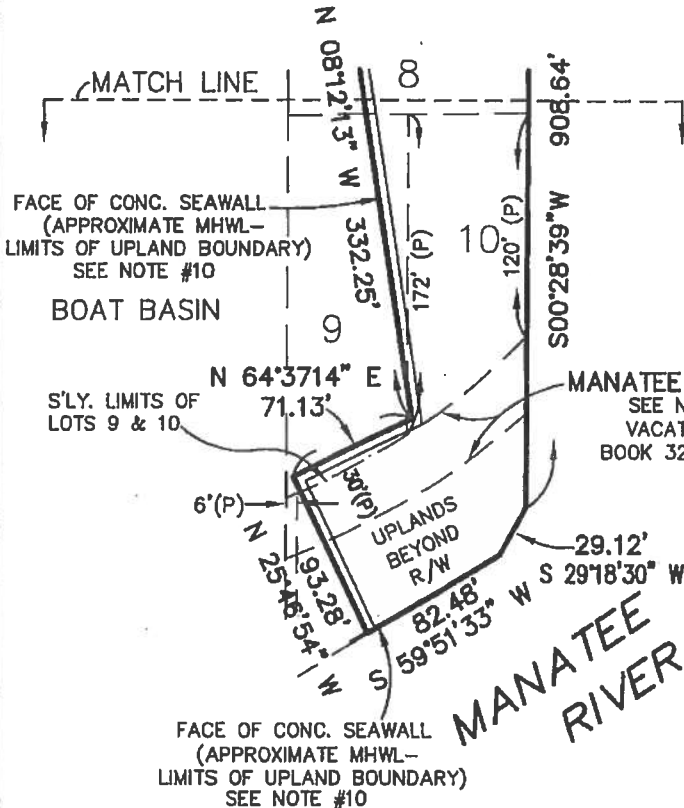 MATCH LINE
N 08°12'13" W 332.25'
8
908.64'
S00°28'39"W
FACE OF CONC. SEAWALL
(APPROXIMATE MHWL-
LIMITS OF UPLAND BOUNDARY)
SEE NOTE #10
172' (P)
10
120' (P)
BOAT BASIN
9
N 64°3714" E
71.13'
S'LY. LIMITS OF
LOTS 9 & 10
MANATEE
SEE N
VACAT
BOOK 32
6'(P)
30'(P)
UPLANDS
BEYOND
R/W
N 25°46'54" W
93.28'
29.12'
S 29°18'30" W
82.48'
S 59°51'33" W
MANATEE
RIVER
FACE OF CONC. SEAWALL
(APPROXIMATE MHWL-
LIMITS OF UPLAND BOUNDARY)
SEE NOTE #10